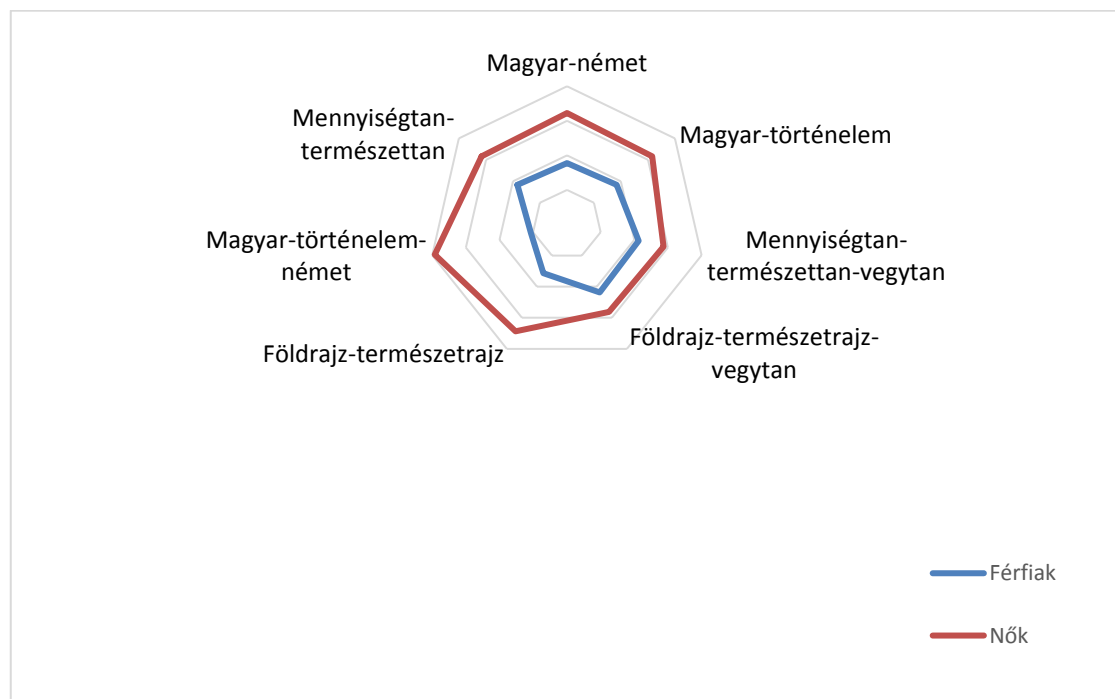 Magyar-német
Magyar-történelem
Mennyiségtan-
természettan-vegytan
Földrajz-természetrajz-
vegytan
Földrajz-természetrajz
Magyar-történelem-
német
Mennyiségtan-
természettan
Férfiak
Nők